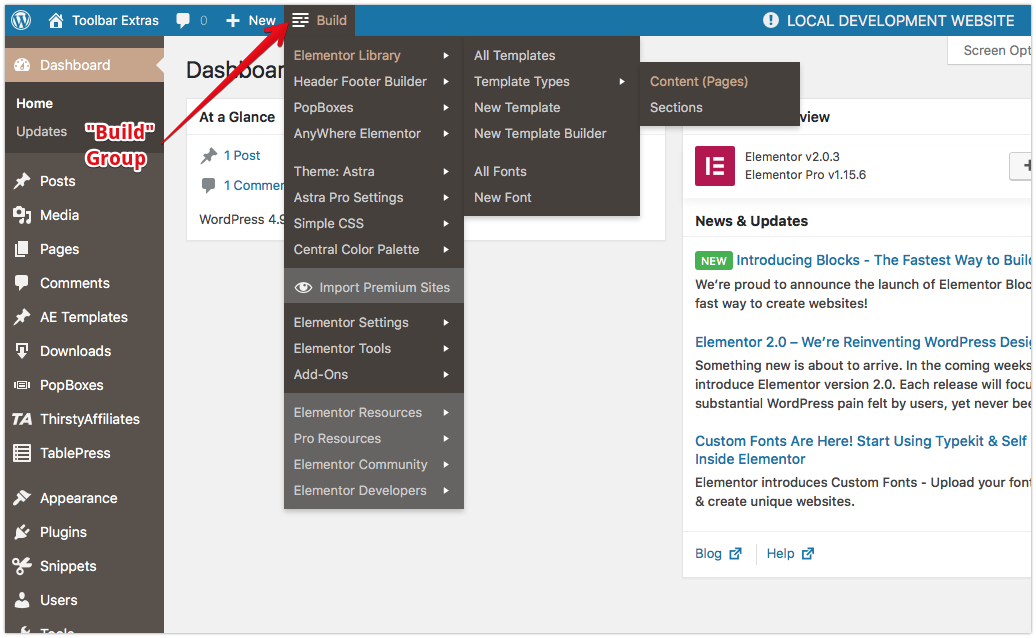 Toolbar Extras
0
New
Build
LOCAL DEVELOPMENT WEBSITE
Dashboard
Home
Updates
"Build"
Group
Posts
Media
Pages
Comments
AE Templates
Downloads
PopBoxes
TA ThirstyAffiliates
TablePress
Appearance
Plugins
Snippets
Users
Tools
Screen Opt
Dashboar
At a Glance
1 Post
1 Commen
WordPress 4.9
Elementor Library
Header Footer Builder
PopBoxes
AnyWhere Elementor
Theme: Astra
Astra Pro Settings
Simple CSS
Central Color Palette
Import Premium Sites
Elementor Settings
Elementor Tools
Add-Ons
Elementor Resources
Pro Resources
Elementor Community
Elementor Developers
All Templates
Template Types
New Template
New Template Builder
All Fonts
New Font
Content (Pages)
Sections
view
Elementor v2.0.3
Elementor Pro v1.15.6
News & Updates
NEW Introducing Blocks - The Fastest Way to Build
We're proud to announce the launch of Elementor Bloc
fast way to create websites!
Elementor 2.0 – We're Reinventing WordPress Desig
Something new is about to arrive. In the coming weeks
introduce Elementor version 2.0. Each release will focu
substantial WordPress pain felt by users, yet never bee
Custom Fonts Are Here! Start Using Typekit & Self
Inside Elementor
Elementor introduces Custom Fonts - Upload your font
& create unique websites.
Blog
Help